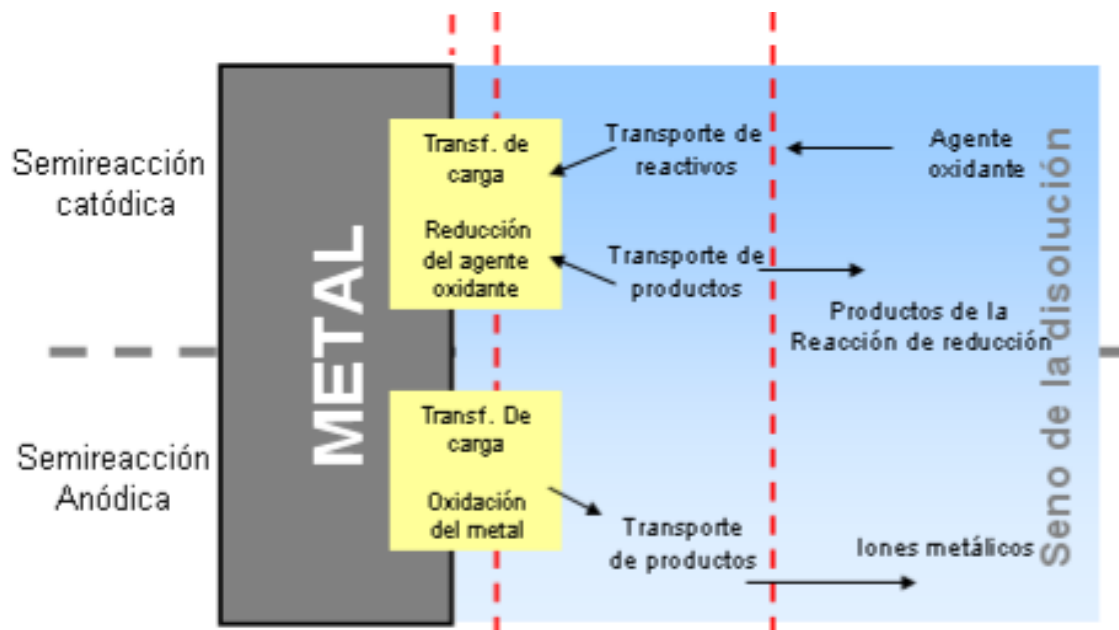 Semireacción
catódica
METAL
Transf. de
carga
Reducción
del agente
oxidante
Transporte de
reactivos
Agente
oxidante
Transporte de
productos
Productos de la
Reacción de reducción
Seno de la disolución
Semireacción
Anódica
Transf. De
carga
Oxidación
del metal
Transporte
de productos
Iones metálicos